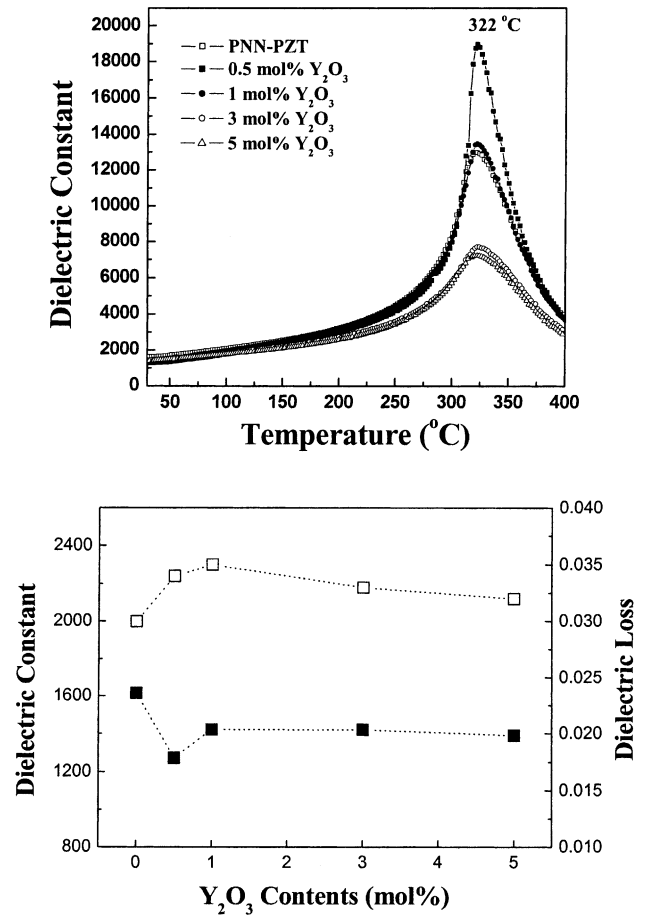 322 °C
20000
18000
16000
14000
12000
10000
8000
6000
4000
2000
0
Dielectric Constant
PNN-PZT
0.5 mol% Y₂O₃
1 mol% Y₂O₃
3 mol% Y₂O₃
5 mol% Y₂O₃
50 100 150 200 250 300 350 400
Temperature (°C)
2400
2000
1600
1200
800
Dielectric Constant
0.040
0.035
0.030
0.025
0.020
0.015
0.010
Dielectric Loss
0 1 2 3 4 5
Y₂O₃ Contents (mol%)